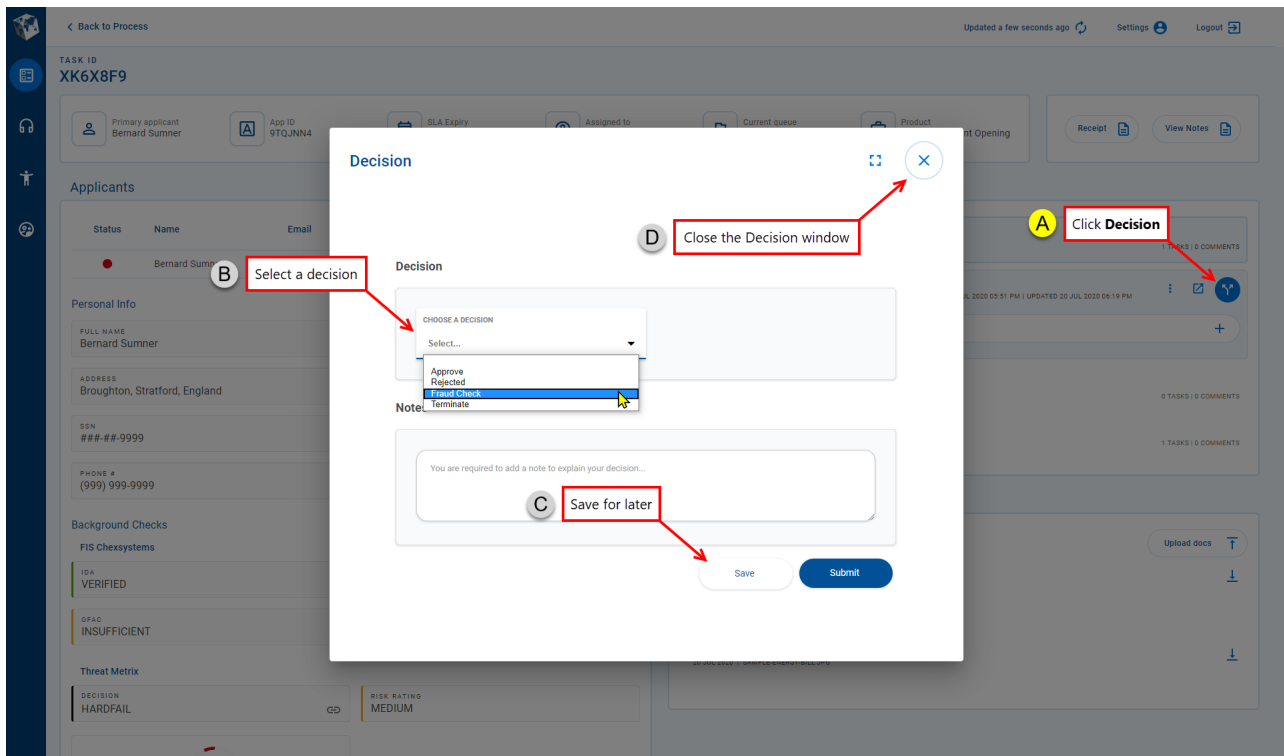 Back to Process
Updated a few seconds ago
Settings
Logout
TASK ID
XK6X8F9
Primary applicant
Bernard Sumner
App ID
9TQJNN4
SLA Expiry
Assigned to
Current queue
Product
nt Opening
Receipt
View Notes
Applicants
Status Name Email
Bernard Sumn
Personal Info
FULL NAME
Bernard Sumner
ADDRESS
Broughton, Stratford, England
SSN
###-##-9999
PHONE #
(999) 999-9999
Background Checks
FIS Chexsystems
IDA
VERIFIED
OFAC
INSUFFICIENT
Threat Metrix
DECISION
HARDFAIL
RISK RATING
MEDIUM
Decision
D Close the Decision window
A Click Decision
B Select a decision
Decision
CHOOSE A DECISION
Select...
Approve
Rejected
Fraud Check
Terminate
Notes
You are required to add a note to explain your decision...
C Save for later
Save
Submit
1 TASKS | 0 COMMENTS
JL 2020 05:51 PM | UPDATED 20 JUL 2020 06:19 PM
0 TASKS | 0 COMMENTS
1 TASKS | 0 COMMENTS
Upload docs
20 JUL 2020 | SAMPLE-ENERGY-BILL.JPG